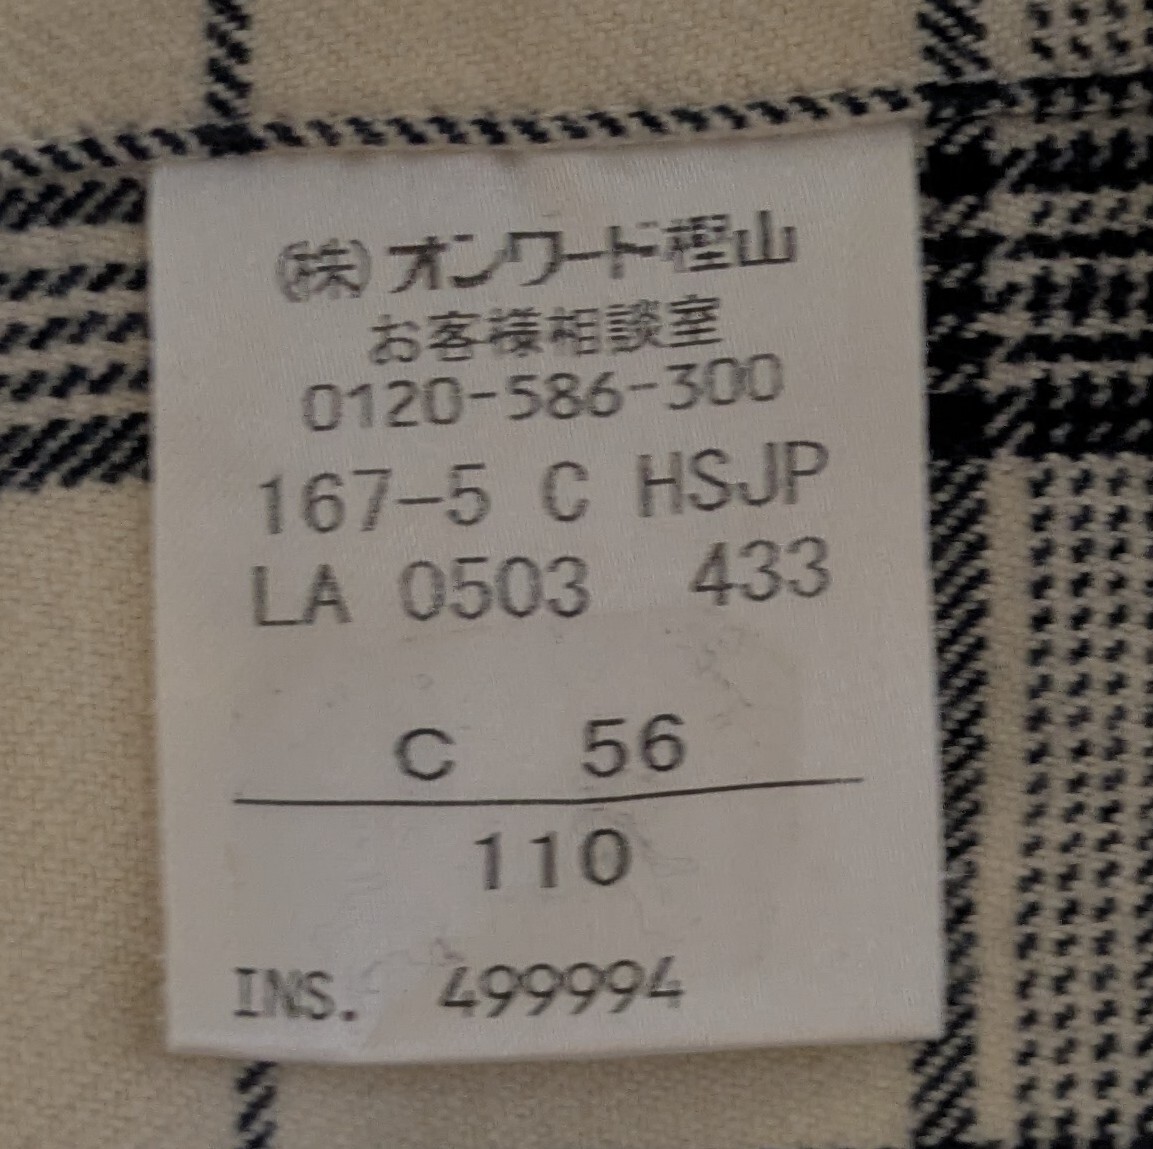 ㈱オンワード樫山
お客様相談室
0120-586-300
167-5 C HSJP
LA 0503 433
C 56
110
INS. 499994